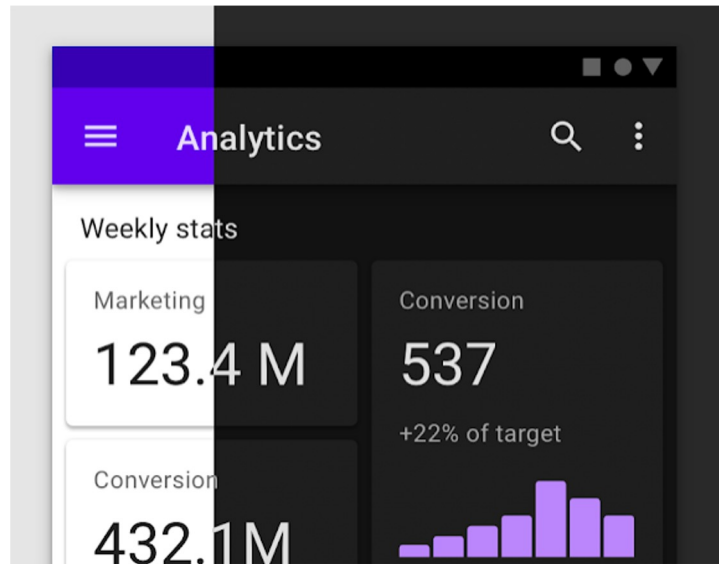 Analytics
Weekly stats
Marketing
123.4 M
Conversion
432.1M
Conversion
537
+22% of target